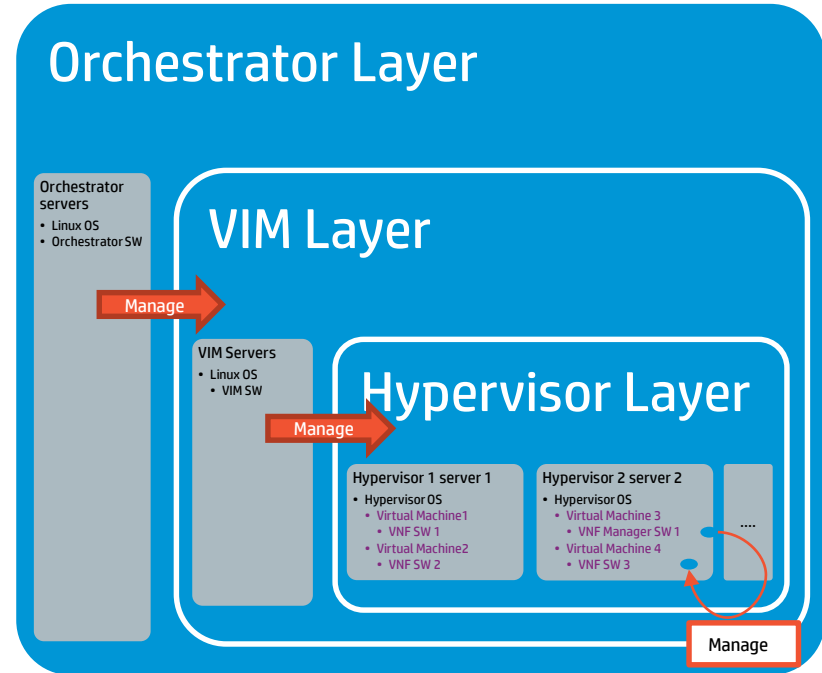 Orchestrator Layer
Orchestrator
servers
• Linux OS
• Orchestrator SW
VIM Layer
Manage
VIM Servers
• Linux OS
• VIM SW
Hypervisor Layer
Manage
Hypervisor 1 server 1
• Hypervisor OS
• Virtual Machine1
• VNF SW 1
• Virtual Machine2
• VNF SW 2
Hypervisor 2 server 2
• Hypervisor OS
• Virtual Machine 3
• VNF Manager SW 1
• Virtual Machine 4
• VNF SW 3
....
Manage